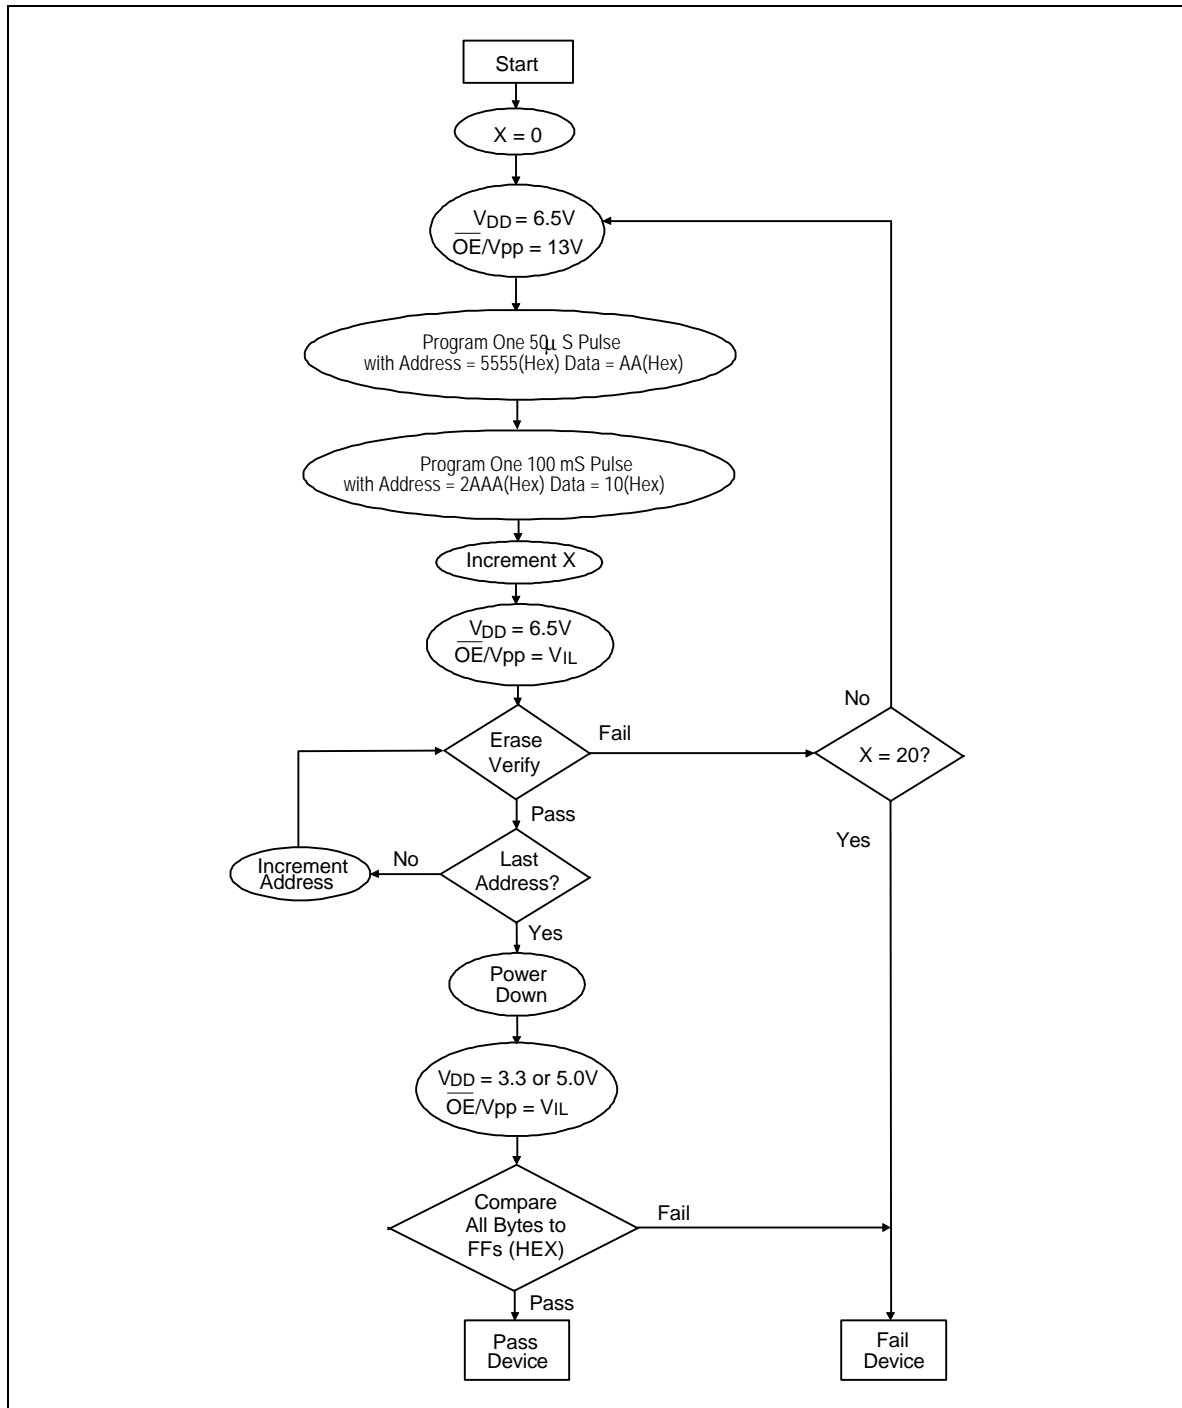 Start
X = 0
VDD = 6.5V
OE/Vpp = 13V
Program One 50μ S Pulse
with Address = 5555(Hex) Data = AA(Hex)
Program One 100 mS Pulse
with Address = 2AAA(Hex) Data = 10(Hex)
Increment X
VDD = 6.5V
OE/Vpp = VIL
No
Erase
Verify
Fail
X = 20?
Pass
Yes
Increment
Address
No
Last
Address?
Yes
Power
Down
VDD = 3.3 or 5.0V
OE/Vpp = VIL
Compare
All Bytes to
FFs (HEX)
Fail
Pass
Pass
Device
Fail
Device